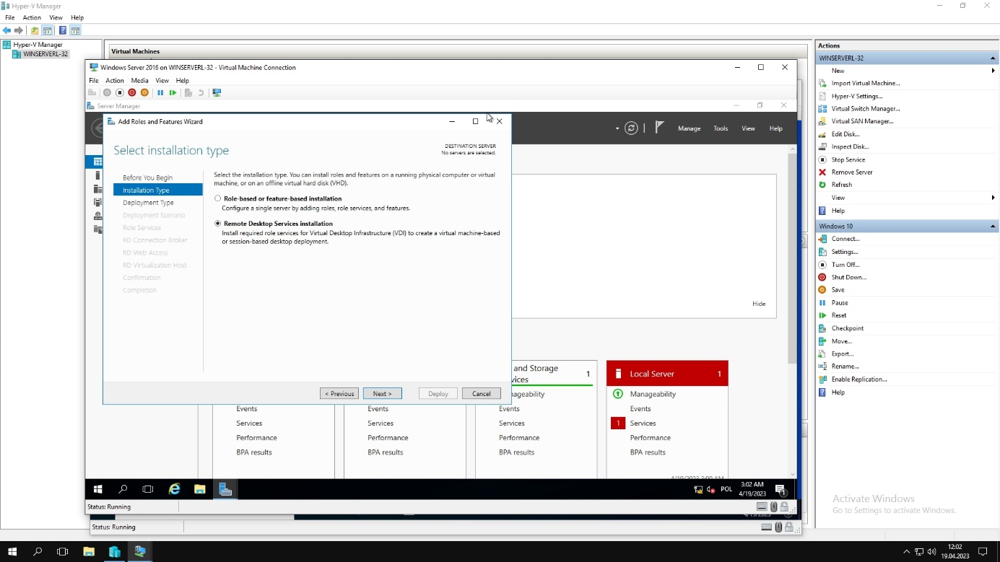 Hyper-V Manager
File Action View Help
Hyper-V Manager
WINSERVERL-32
Virtual Machines
Windows Server 2016 on WINSERVERL-32 - Virtual Machine Connection
File Action Media View Help
Server Manager
Manage Tools View Help
Add Roles and Features Wizard
Select installation type
DESTINATION SERVER
No servers are selected.
Before You Begin
Installation Type
Deployment Type
Deployment Scenario
Role Services
RD Connection Broker
RD Web Access
RD Virtualization Host
Confirmation
Completion
Select the installation type. You can install roles and features on a running physical computer or virtual
machine, or on an offline virtual hard disk (VHD).
Role-based or feature-based installation
Configure a single server by adding roles, role services, and features.
Remote Desktop Services installation
Install required role services for Virtual Desktop Infrastructure (VDI) to create a virtual machine-based
or session-based desktop deployment.
< Previous Next > Deploy Cancel
Hide
and Storage 1
vices
nageability
Events
Services
Performance
BPA results
Events
Services
Performance
BPA results
Events
Services
Performance
BPA results
Local Server 1
Manageability
Events
1 Services
Performance
BPA results
4/19/2023 3:00 AM
POL
3:02 AM
4/19/2023
1
Status: Running
4/19/2023
Status: Running
Actions
WINSERVERL-32
New
Import Virtual Machine...
Hyper-V Settings...
Virtual Switch Manager...
Virtual SAN Manager...
Edit Disk...
Inspect Disk...
Stop Service
Remove Server
Refresh
View
Help
Windows 10
Connect...
Settings...
Turn Off...
Shut Down...
Save
Pause
Reset
Checkpoint
Move...
Export...
Rename...
Enable Replication...
Help
Activate Windows
Go to Settings to activate Windows.
12:02
19.04.2023